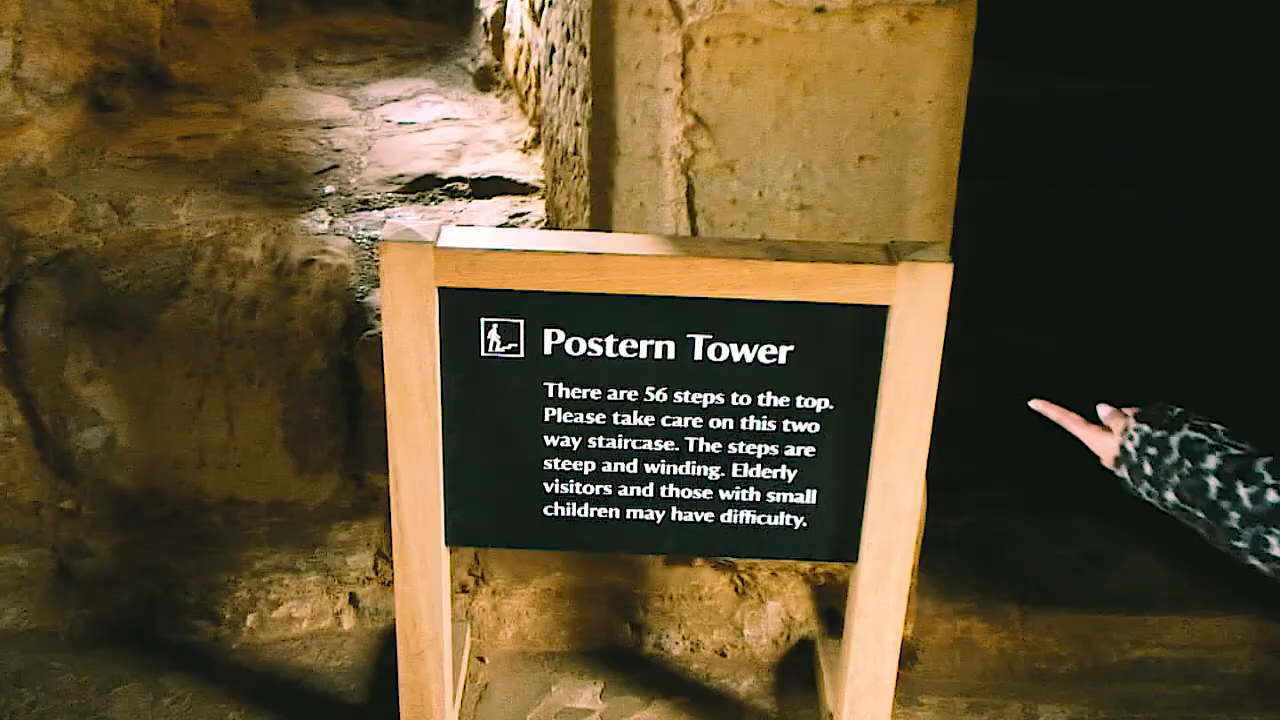 Postern Tower
There are 56 steps to the top.
Please take care on this two
way staircase. The steps are
steep and winding. Elderly
visitors and those with small
children may have difficulty.